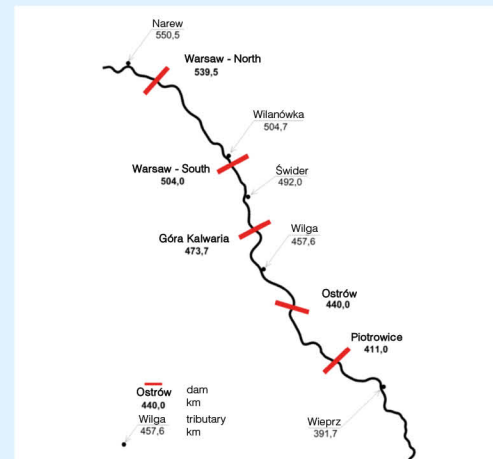 Narew
550,5
Warsaw - North
539,5
Wilanówka
504,7
Warsaw - South
504,0
Świder
492,0
Góra Kalwaria
473,7
Wilga
457,6
Ostrów
440,0
Piotrowice
411,0
Wieprz
391,7
Ostrów dam
440,0 km
Wilga tributary
457,6 km